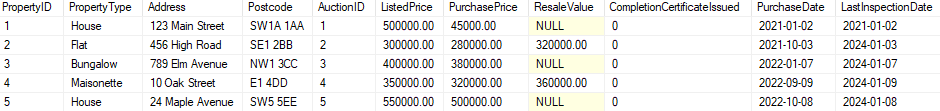 PropertyID PropertyType Address Postcode AuctionID ListedPrice PurchasePrice ResaleValue CompletionCertificateIssued PurchaseDate LastInspectionDate
1 House 123 Main Street SW1A 1AA 1 500000.00 45000.00 NULL 0 2021-01-02 2021-01-02
2 Flat 456 High Road SE1 2BB 2 300000.00 280000.00 320000.00 0 2021-10-03 2024-01-03
3 Bungalow 789 Elm Avenue NW1 3CC 3 400000.00 380000.00 NULL 0 2022-01-07 2024-01-07
4 Maisonette 10 Oak Street E1 4DD 4 350000.00 320000.00 360000.00 0 2022-09-09 2024-01-09
5 House 24 Maple Avenue SW5 5EE 5 550000.00 500000.00 NULL 0 2022-10-08 2024-01-08